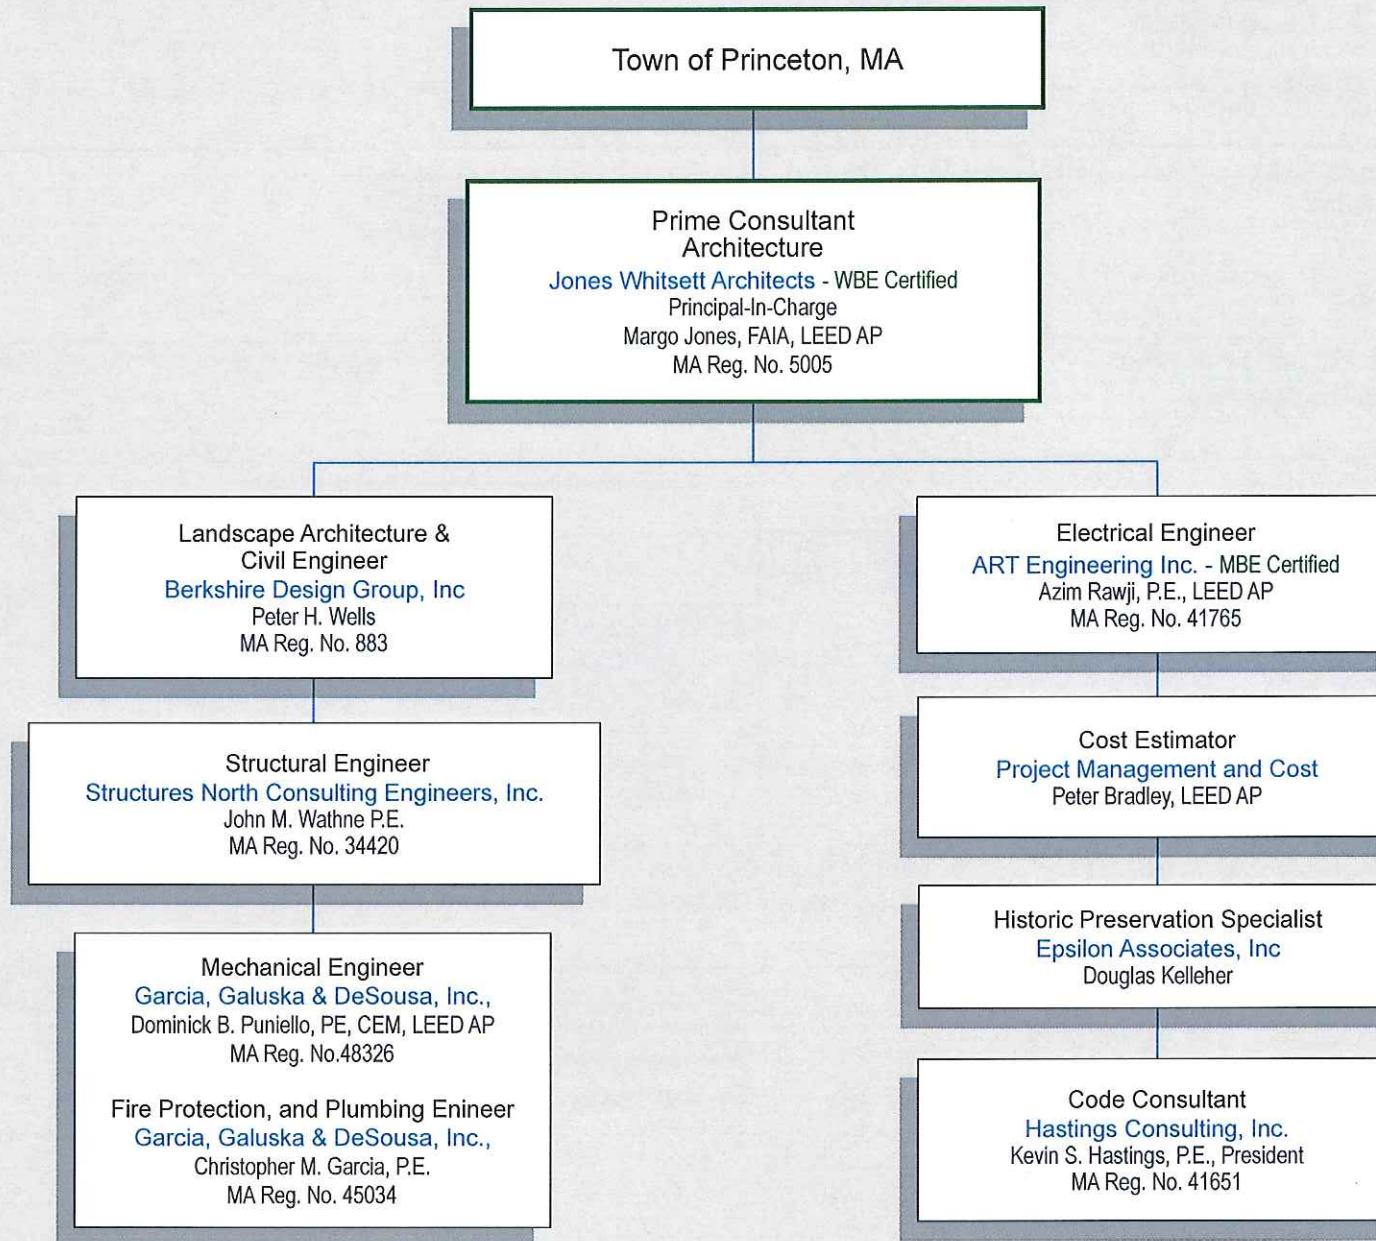 Town of Princeton, MA
Prime Consultant
Architecture
Jones Whitsett Architects - WBE Certified
Principal-In-Charge
Margo Jones, FAIA, LEED AP
MA Reg. No. 5005
Landscape Architecture &
Civil Engineer
Berkshire Design Group, Inc
Peter H. Wells
MA Reg. No. 883
Structural Engineer
Structures North Consulting Engineers, Inc.
John M. Wathne P.E.
MA Reg. No. 34420
Mechanical Engineer
Garcia, Galuska & DeSousa, Inc.,
Dominick B. Puniello, PE, CEM, LEED AP
MA Reg. No.48326
Fire Protection, and Plumbing Enineer
Garcia, Galuska & DeSousa, Inc.,
Christopher M. Garcia, P.E.
MA Reg. No. 45034
Electrical Engineer
ART Engineering Inc. - MBE Certified
Azim Rawji, P.E., LEED AP
MA Reg. No. 41765
Cost Estimator
Project Management and Cost
Peter Bradley, LEED AP
Historic Preservation Specialist
Epsilon Associates, Inc
Douglas Kelleher
Code Consultant
Hastings Consulting, Inc.
Kevin S. Hastings, P.E., President
MA Reg. No. 41651